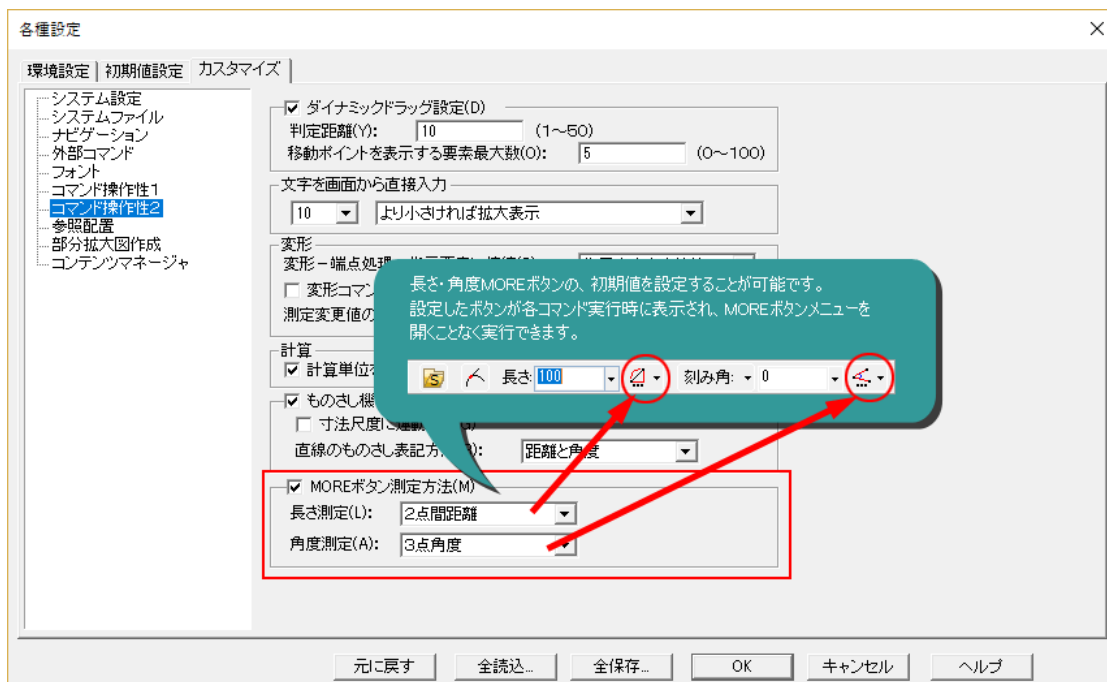 各種設定
環境設定 初期値設定 カスタマイズ
システム設定
システムファイル
ナビゲーション
外部コマンド
フォント
コマンド操作性1
コマンド操作性2
参照配置
部分拡大図作成
コンテンツマネージャ
ダイナミックドラッグ設定(D)
判定距離(Y): 10 (1～50)
移動ポイントを表示する要素最大数(O): 5 (0～100)
文字を画面から直接入力
10 より小さければ拡大表示
変形
変形－端点処理
変形コマン
測定変更値の
長さ・角度MOREボタンの、初期値を設定することが可能です。
設定したボタンが各コマンド実行時に表示され、MOREボタンメニューを
開くことなく実行できます。
長さ: 100 刻み角: 0
計算
計算単位を
ものさし機
寸法尺度に連動
直線のものさし表記方 距離と角度
MOREボタン測定方法(M)
長さ測定(L): 2点間距離
角度測定(A): 3点角度
元に戻す 全読込... 全保存... OK キャンセル ヘルプ